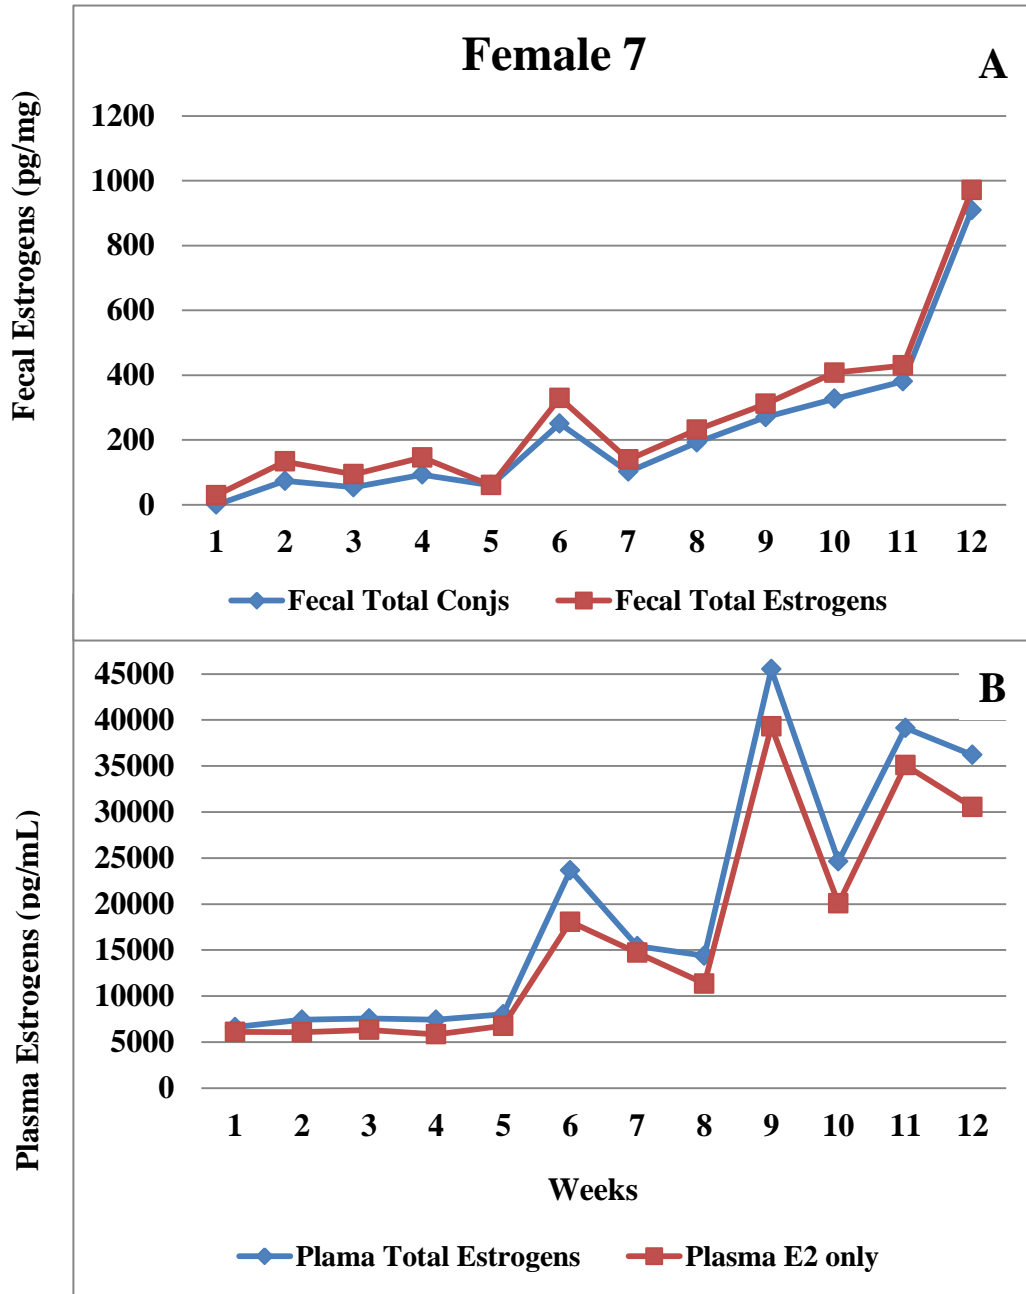 Female 7
A
Fecal Estrogens (pg/mg)
1200
1000
800
600
400
200
0
1 2 3 4 5 6 7 8 9 10 11 12
Fecal Total Conjs Fecal Total Estrogens
B
Plasma Estrogens (pg/mL)
45000
40000
35000
30000
25000
20000
15000
10000
5000
0
1 2 3 4 5 6 7 8 9 10 11 12
Weeks
Plama Total Estrogens Plasma E2 only